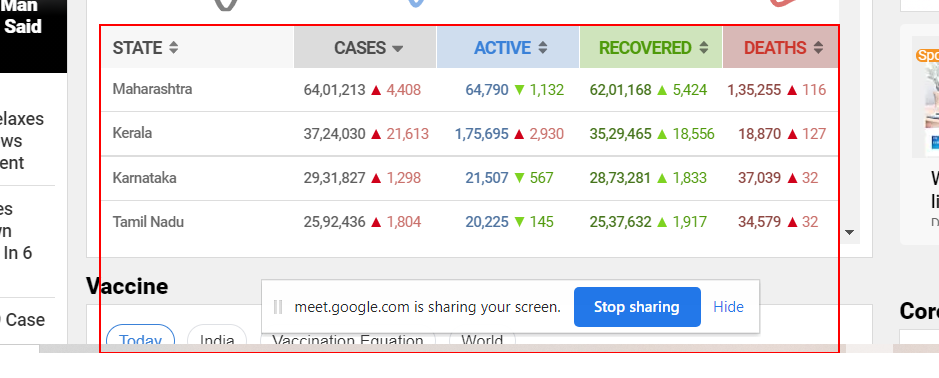 Man
Said
elaxes
ws
ent
es
wn
In 6
Case
STATE CASES ACTIVE RECOVERED DEATHS
Maharashtra 64,01,213 ▲ 4,408 64,790 ▼ 1,132 62,01,168 ▲ 5,424 1,35,255 ▲ 116
Kerala 37,24,030 ▲ 21,613 1,75,695 ▲ 2,930 35,29,465 ▲ 18,556 18,870 ▲ 127
Karnataka 29,31,827 ▲ 1,298 21,507 ▼ 567 28,73,281 ▲ 1,833 37,039 ▲ 32
Tamil Nadu 25,92,436 ▲ 1,804 20,225 ▼ 145 25,37,632 ▲ 1,917 34,579 ▲ 32
Vaccine
meet.google.com is sharing your screen. Stop sharing Hide
Today India Vaccination Equation World
Spo
W
li
Cor